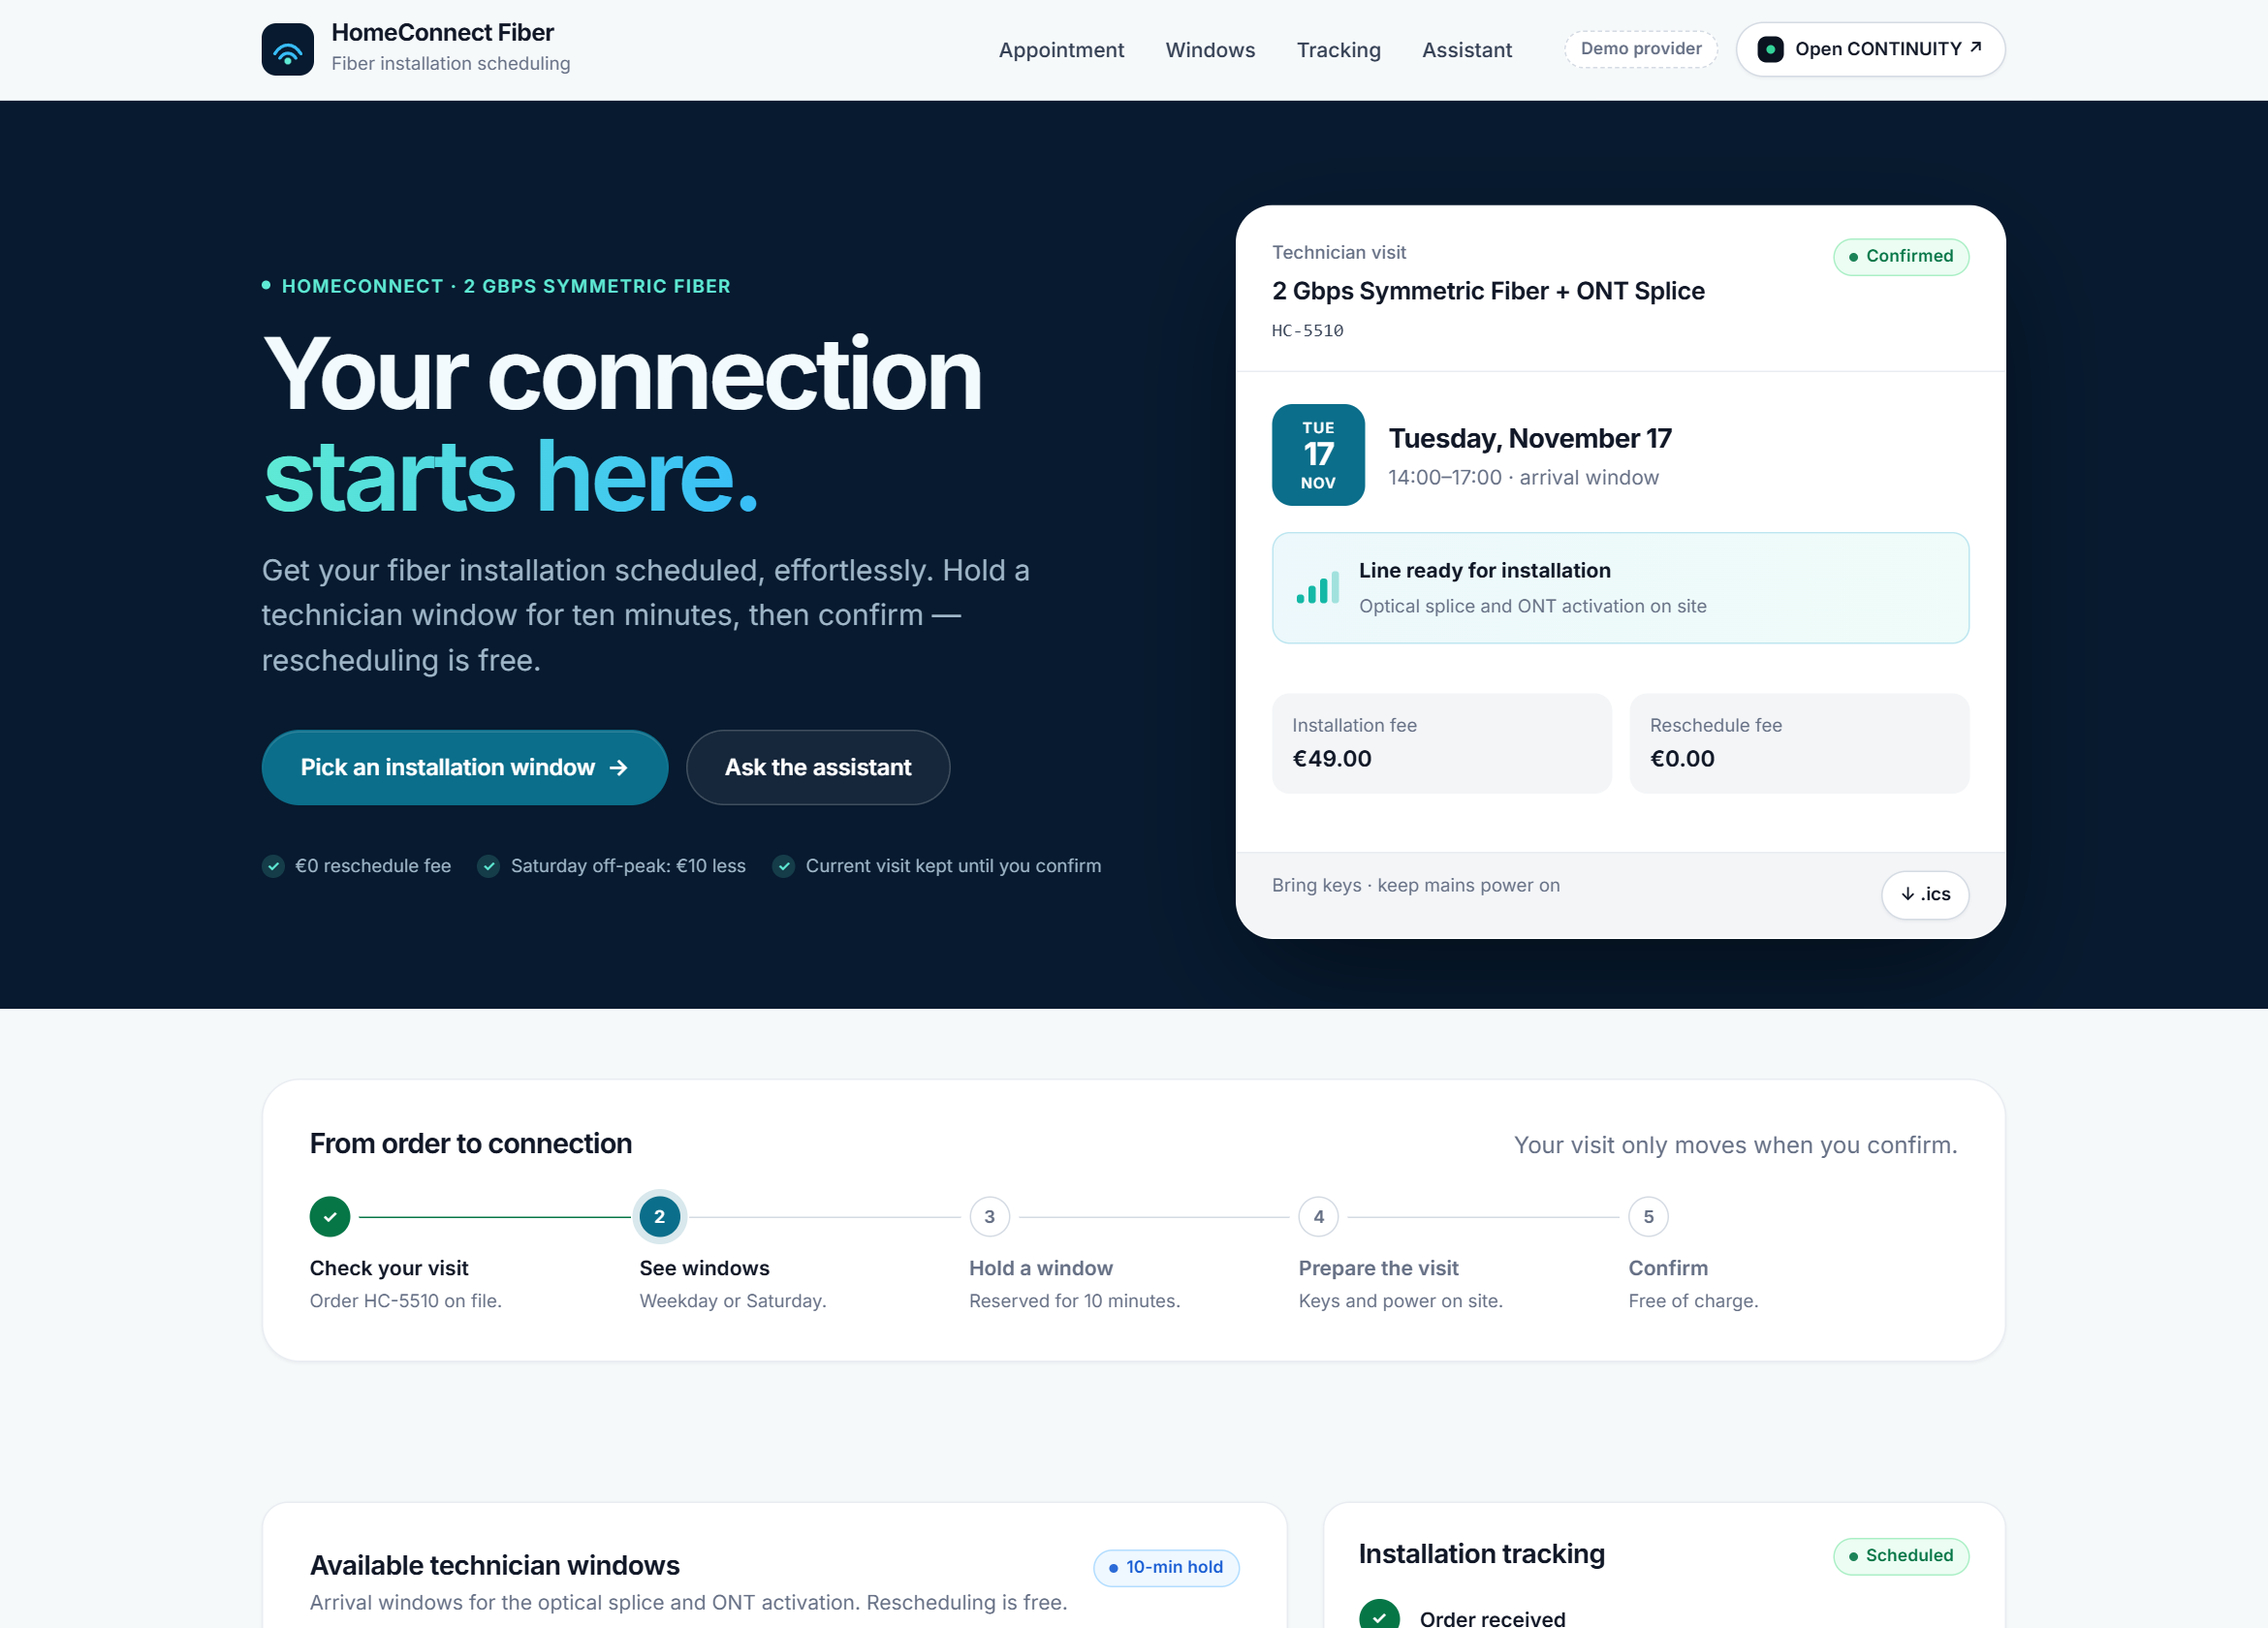 HomeConnect Fiber
Fiber installation scheduling
Appointment
Windows
Tracking
Assistant
Demo provider
Open CONTINUITY ↗
HOMECONNECT · 2 GBPS SYMMETRIC FIBER
Your connection
starts here.
Get your fiber installation scheduled, effortlessly. Hold a
technician window for ten minutes, then confirm —
rescheduling is free.
Pick an installation window →
Ask the assistant
€0 reschedule fee
Saturday off-peak: €10 less
Current visit kept until you confirm
Technician visit
Confirmed
2 Gbps Symmetric Fiber + ONT Splice
HC-5510
TUE
17
NOV
Tuesday, November 17
14:00–17:00 · arrival window
Line ready for installation
Optical splice and ONT activation on site
Installation fee
€49.00
Reschedule fee
€0.00
Bring keys · keep mains power on
↓ .ics
From order to connection
Your visit only moves when you confirm.
Check your visit
Order HC-5510 on file.
2
See windows
Weekday or Saturday.
3
Hold a window
Reserved for 10 minutes.
4
Prepare the visit
Keys and power on site.
5
Confirm
Free of charge.
Available technician windows
10-min hold
Arrival windows for the optical splice and ONT activation. Rescheduling is free.
Installation tracking
Scheduled
Order received